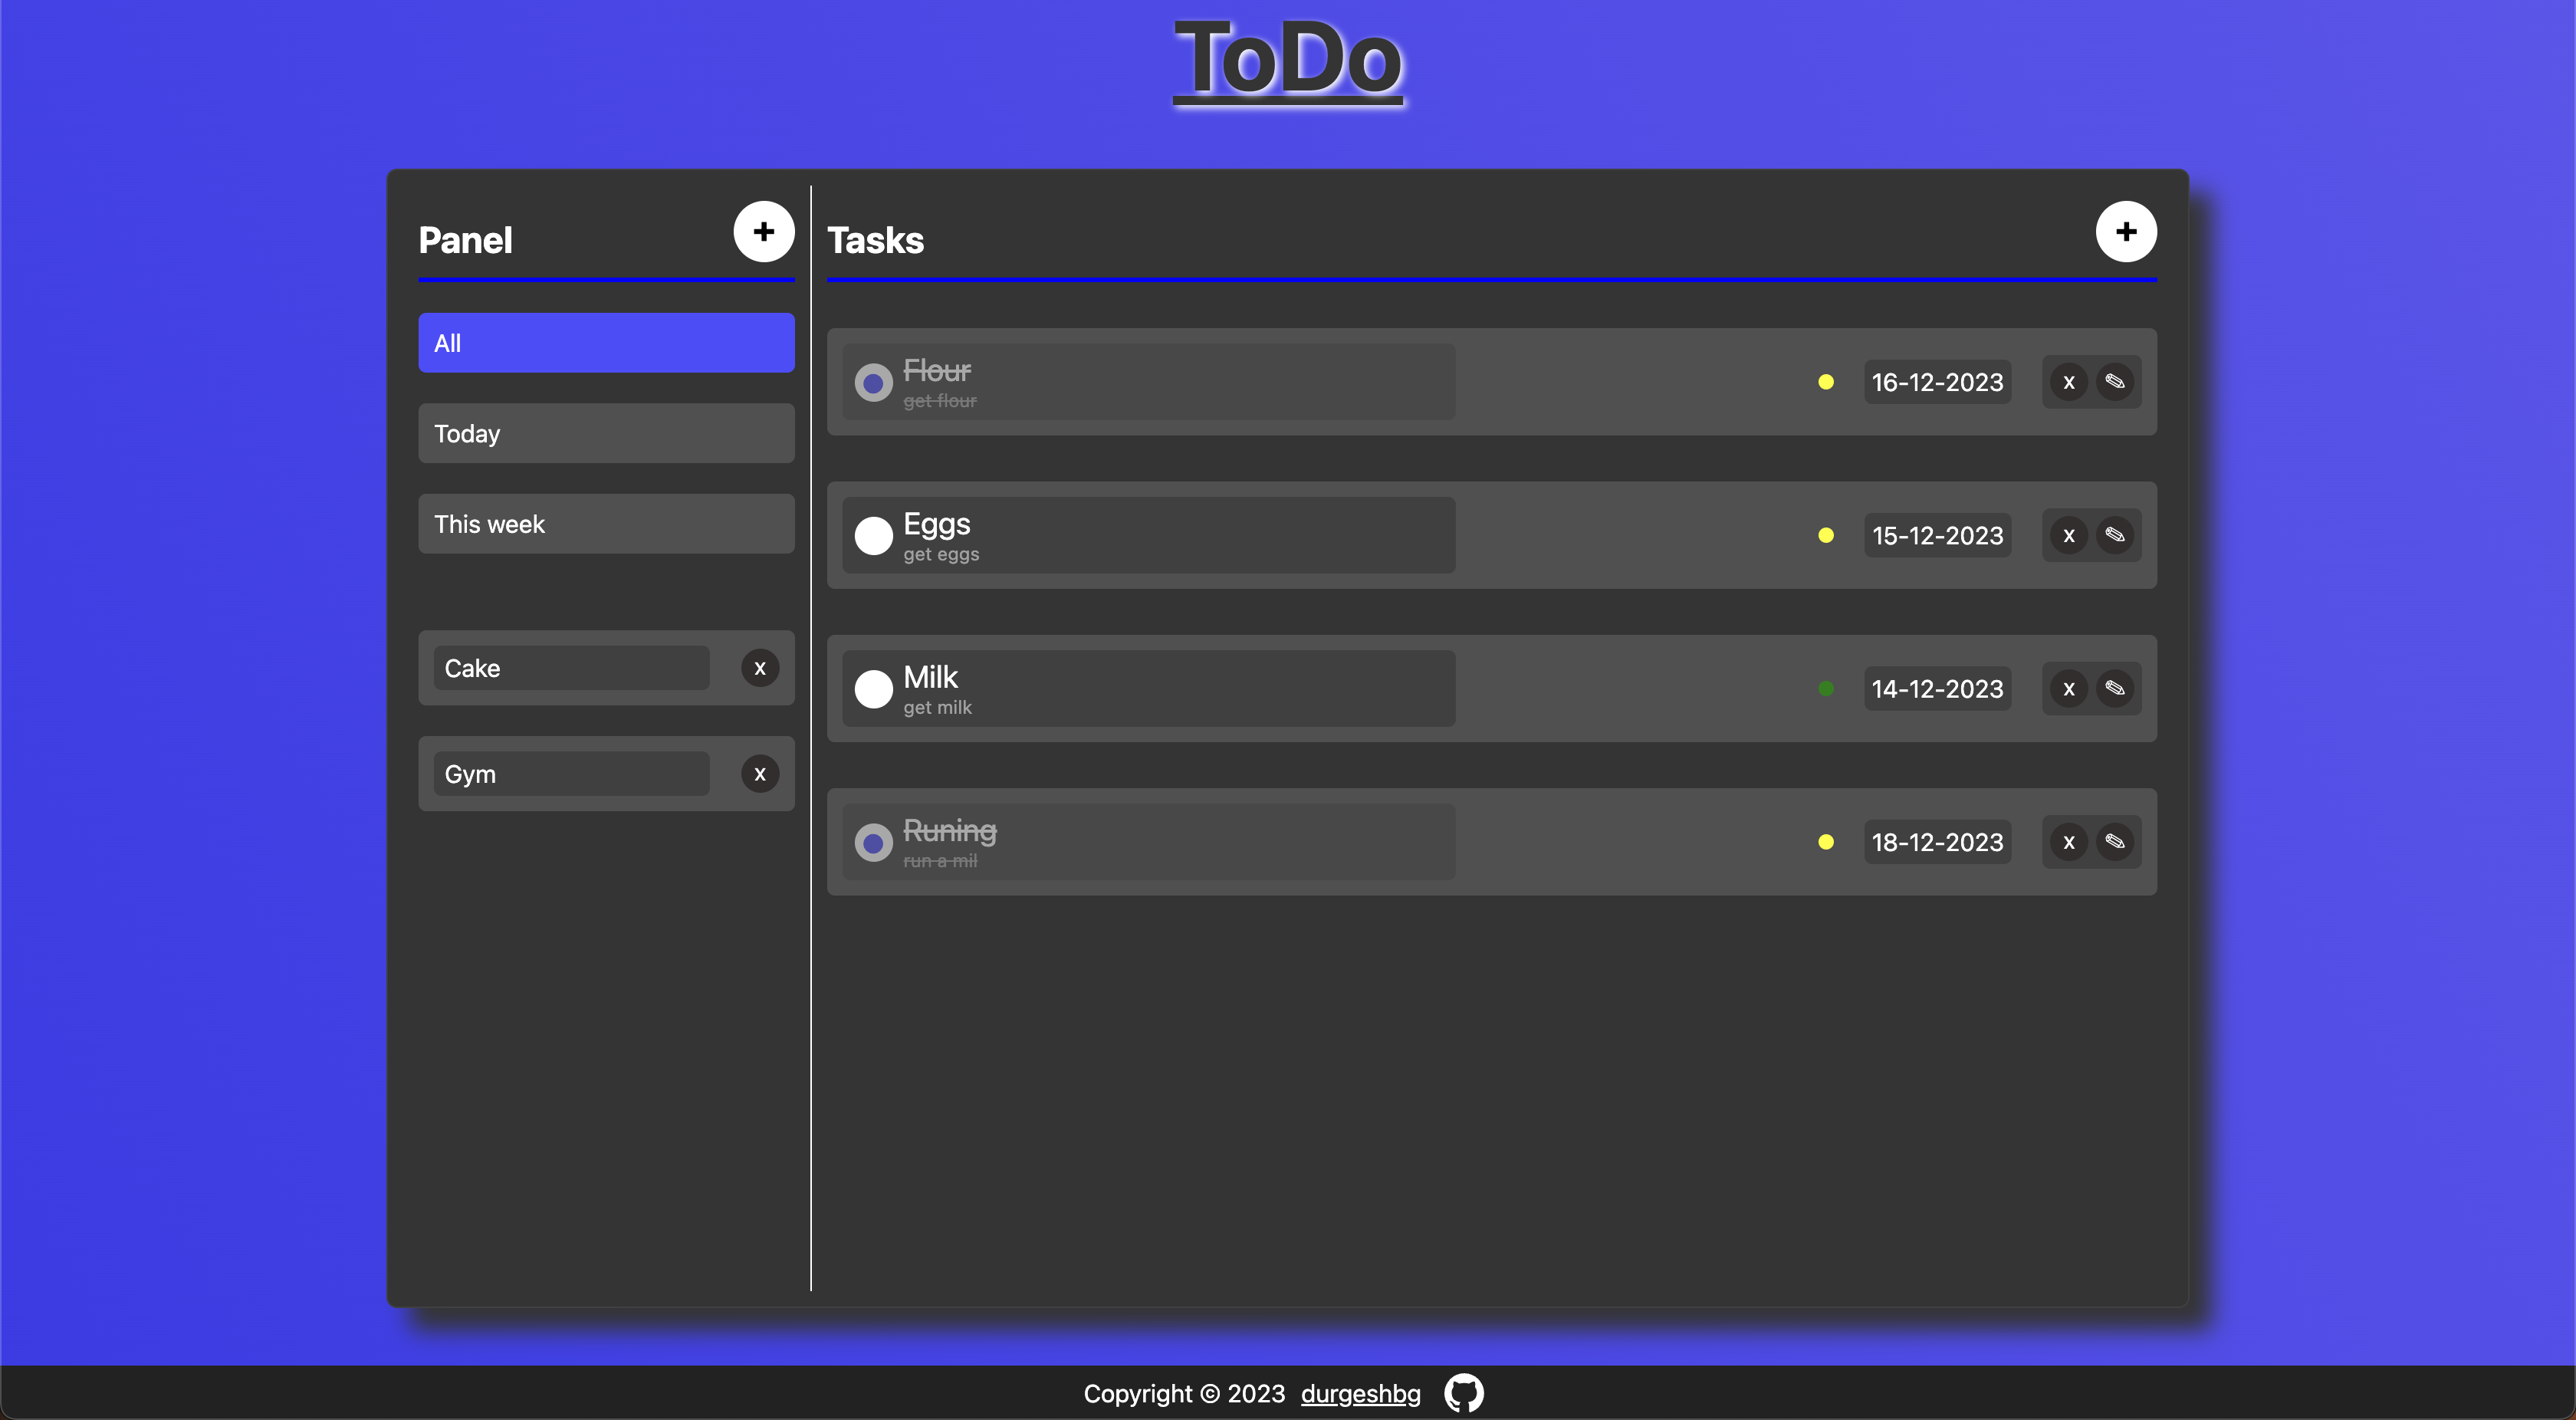 ToDo
Panel
+
All
Today
This week
Cake
x
Gym
x
Tasks
+
Flour
get flour
16-12-2023
x
Eggs
get eggs
15-12-2023
x
Milk
get milk
14-12-2023
x
Runing
run a mil
18-12-2023
x
Copyright © 2023 durgeshbg